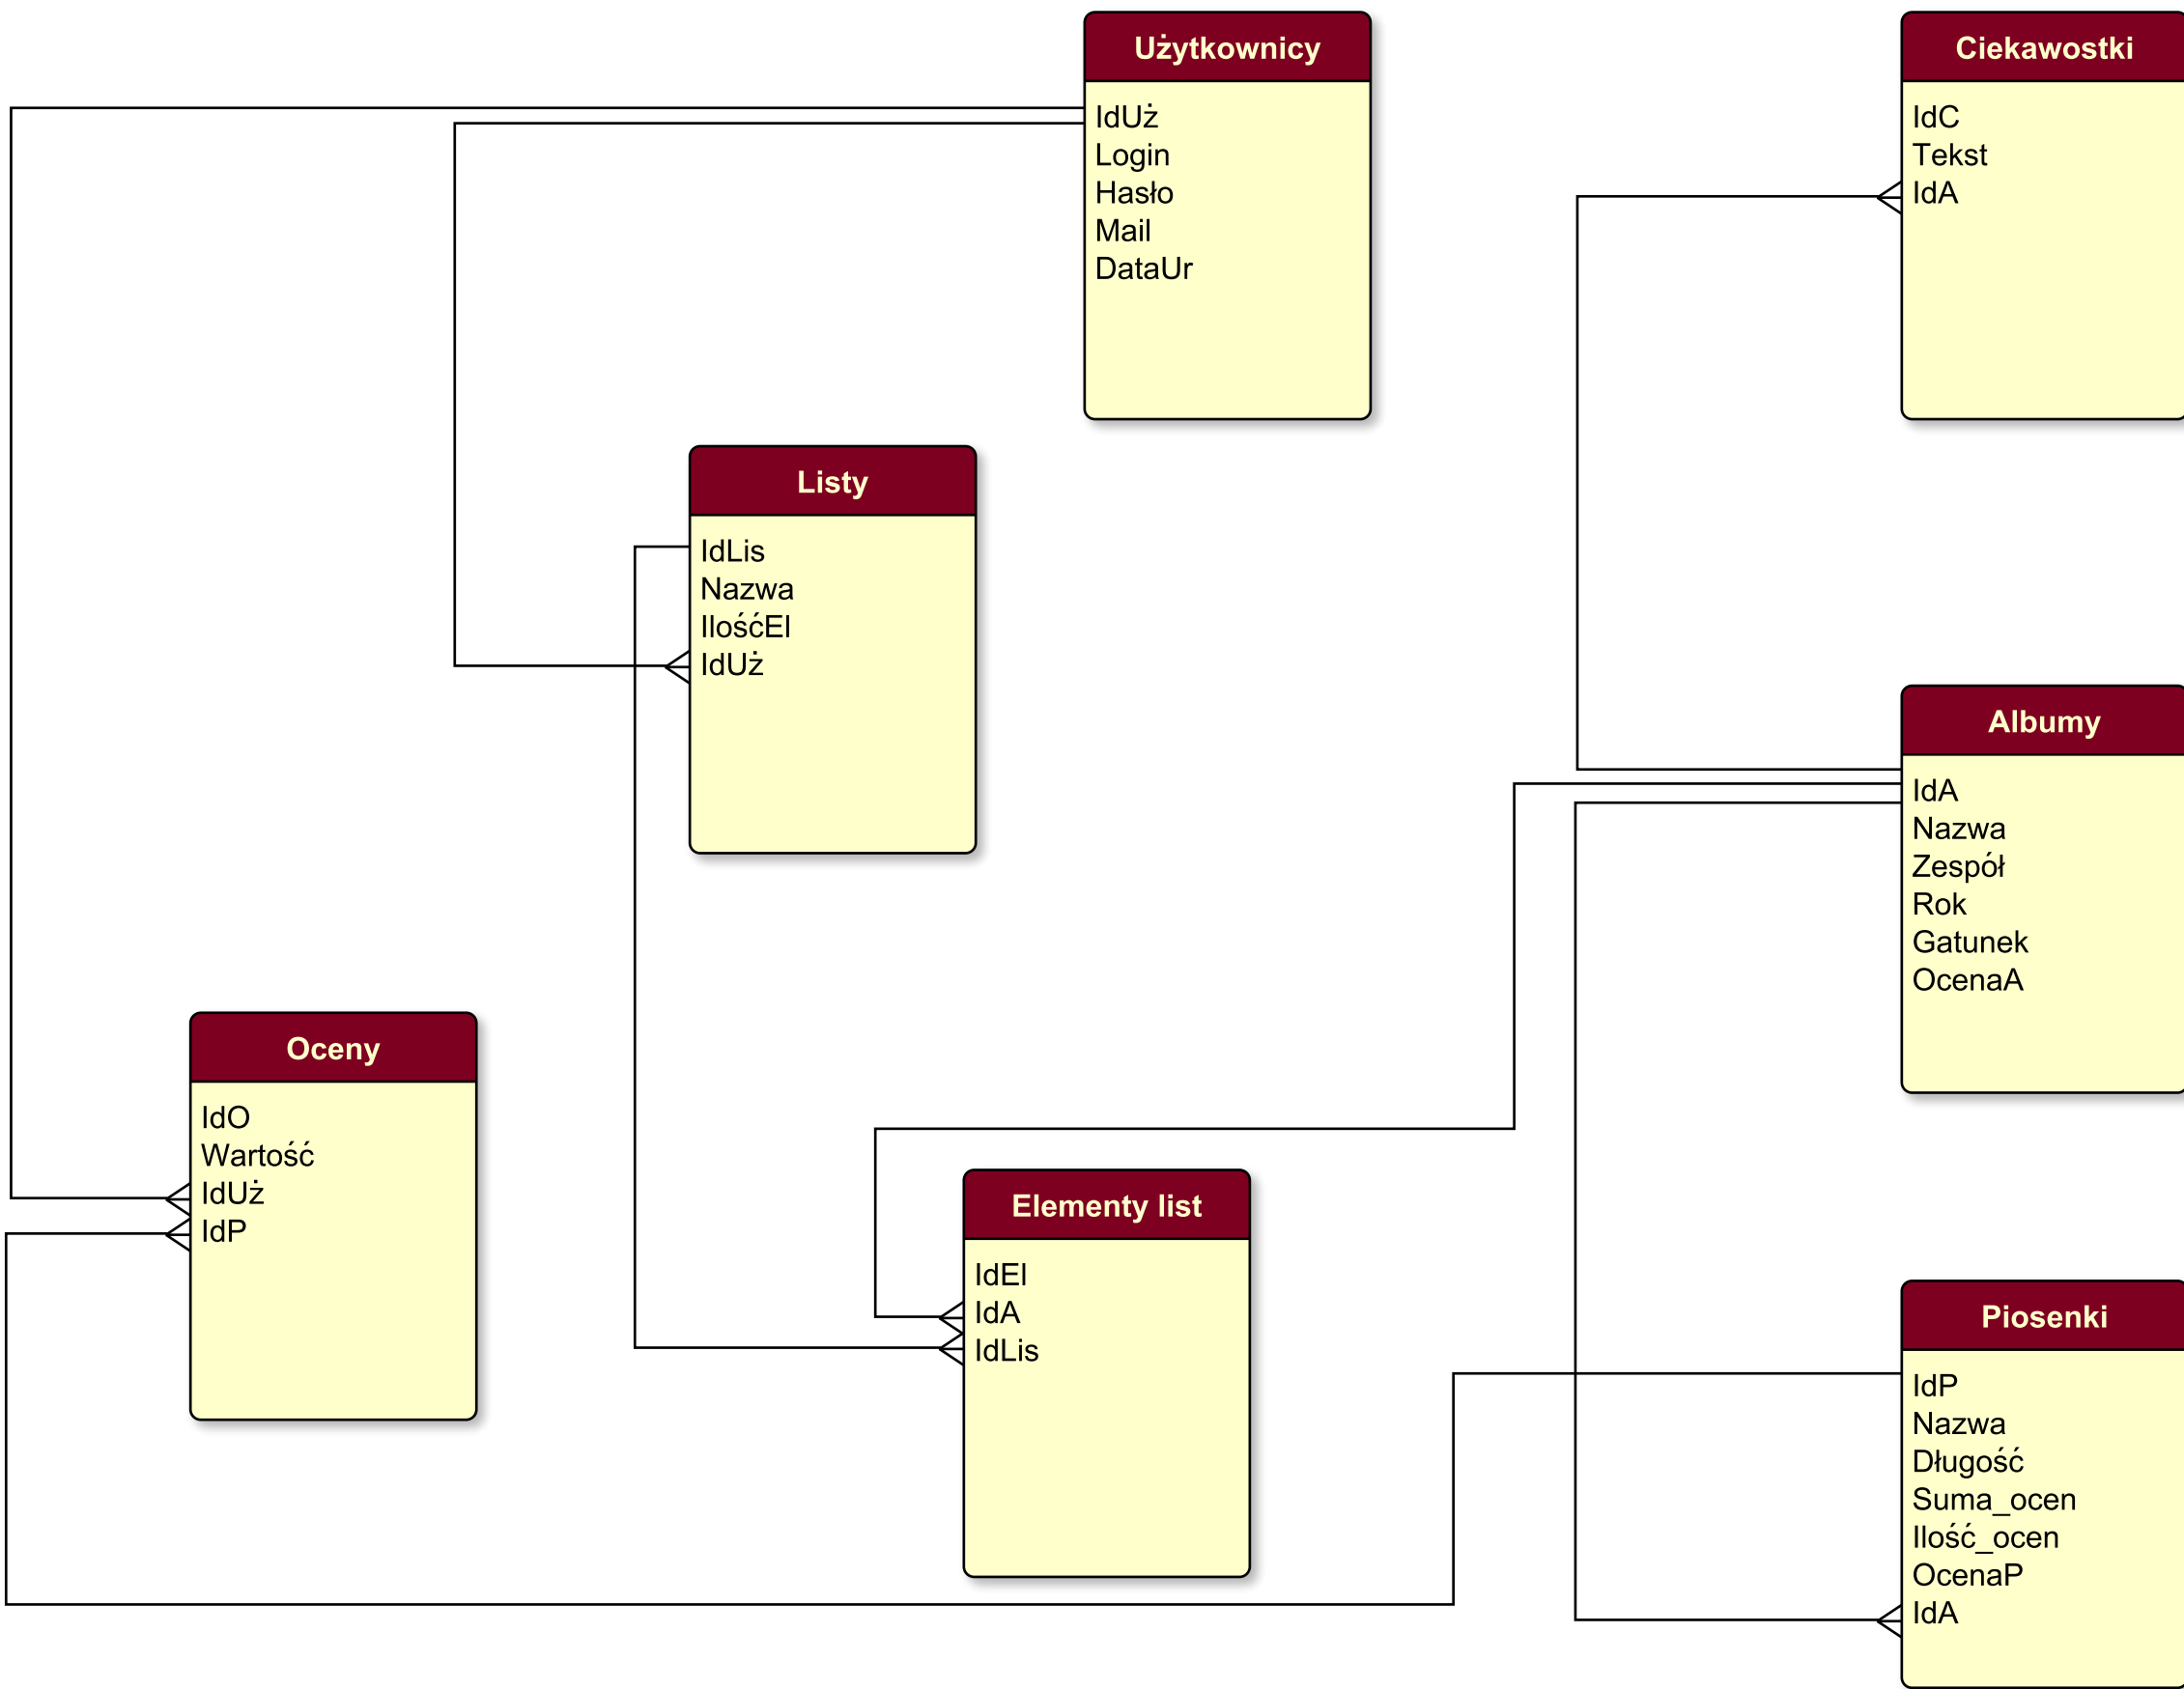 Użytkownicy
IdUż
Login
Hasło
Mail
DataUr
Ciekawostki
IdC
Tekst
IdA
Listy
IdLis
Nazwa
IlośćEl
IdUż
Albumy
IdA
Nazwa
Zespół
Rok
Gatunek
OcenaA
Oceny
IdO
Wartość
IdUż
IdP
Elementy list
IdEl
IdA
IdLis
Piosenki
IdP
Nazwa
Długość
Suma_ocen
Ilość_ocen
OcenaP
IdA